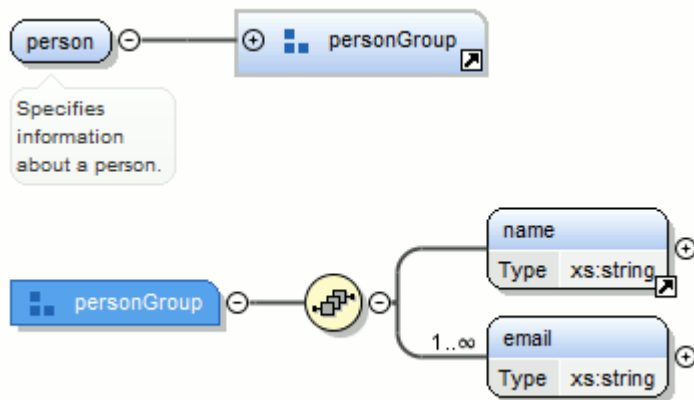 person
personGroup
Specifies
information
about a person.
name
Type xs:string
personGroup
1..∞
email
Type xs:string